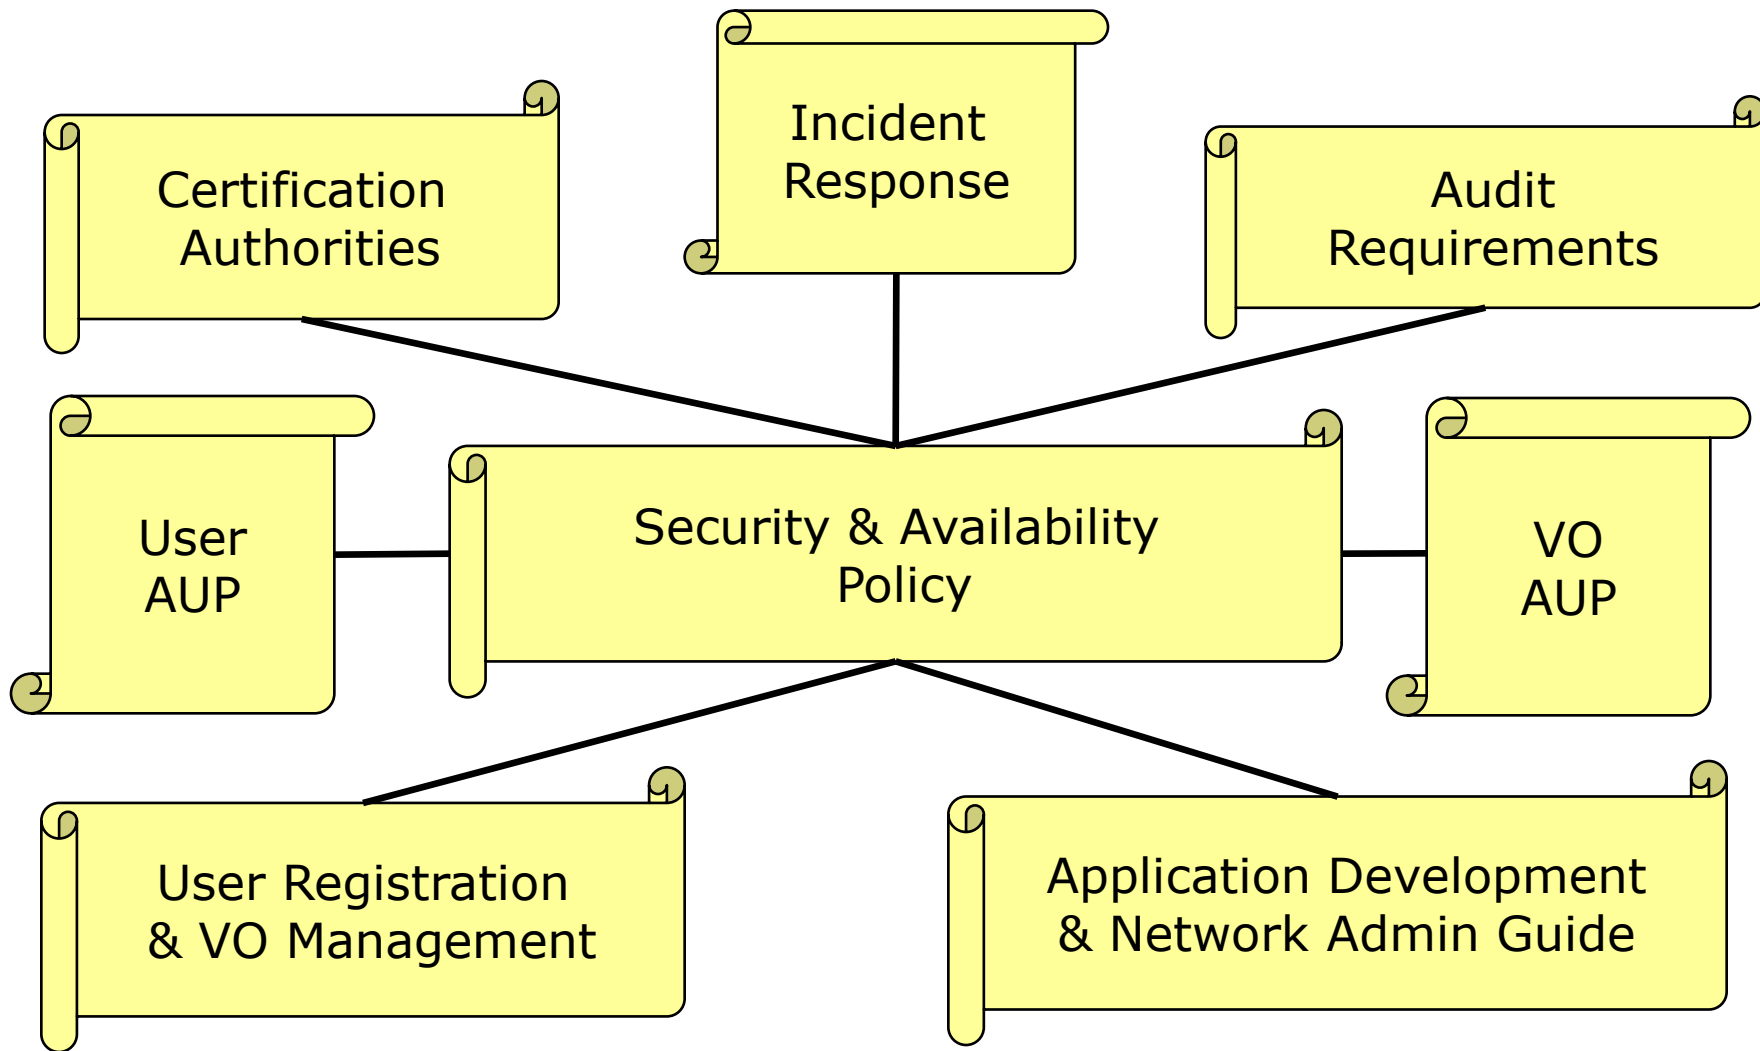 Incident
Response
Certification
Authorities
Audit
Requirements
User
AUP
Security & Availability
Policy
VO
AUP
User Registration
& VO Management
Application Development
& Network Admin Guide